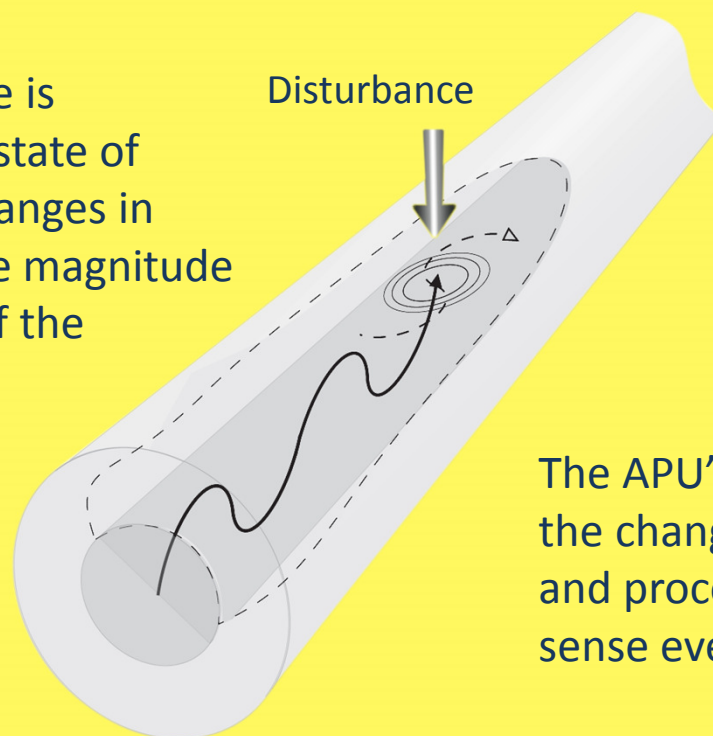 Disturbance
e is
state of
anges in
e magnitude
f the
The APU’
the chang
and proce
sense eve